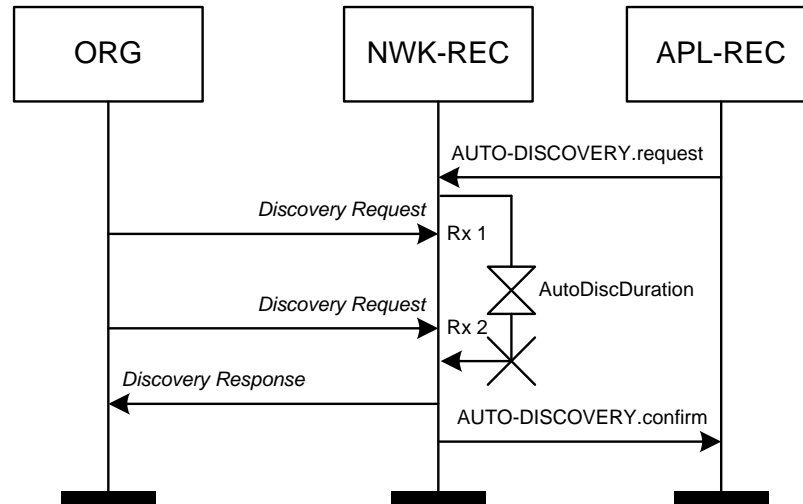 ORG
NWK-REC
APL-REC
AUTO-DISCOVERY.request
Discovery Request
Rx 1
AutoDiscDuration
Discovery Request
Rx 2
Discovery Response
AUTO-DISCOVERY.confirm